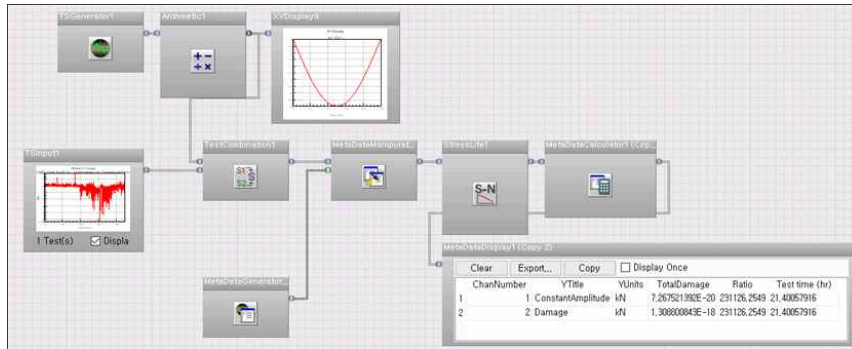 TSGenerator1
Arithmetic1
XYDisplay3
TSInput1
1 Test(s) Displa
TestCombination1
MetaDataManipulat...
StressLife1
S-N
MetaDataCalculator1 (Cop...
MetaDataGenerator...
MetaDataDisplay1 (Copy 2)
Clear Export... Copy Display Once
ChanNumber YTitle YUnits TotalDamage Ratio Test time (hr)
1 1 ConstantAmplitude kN 7,267521392E-20 231126,2549 21,40057916
2 2 Damage kN 1,308800843E-18 231126,2549 21,40057916